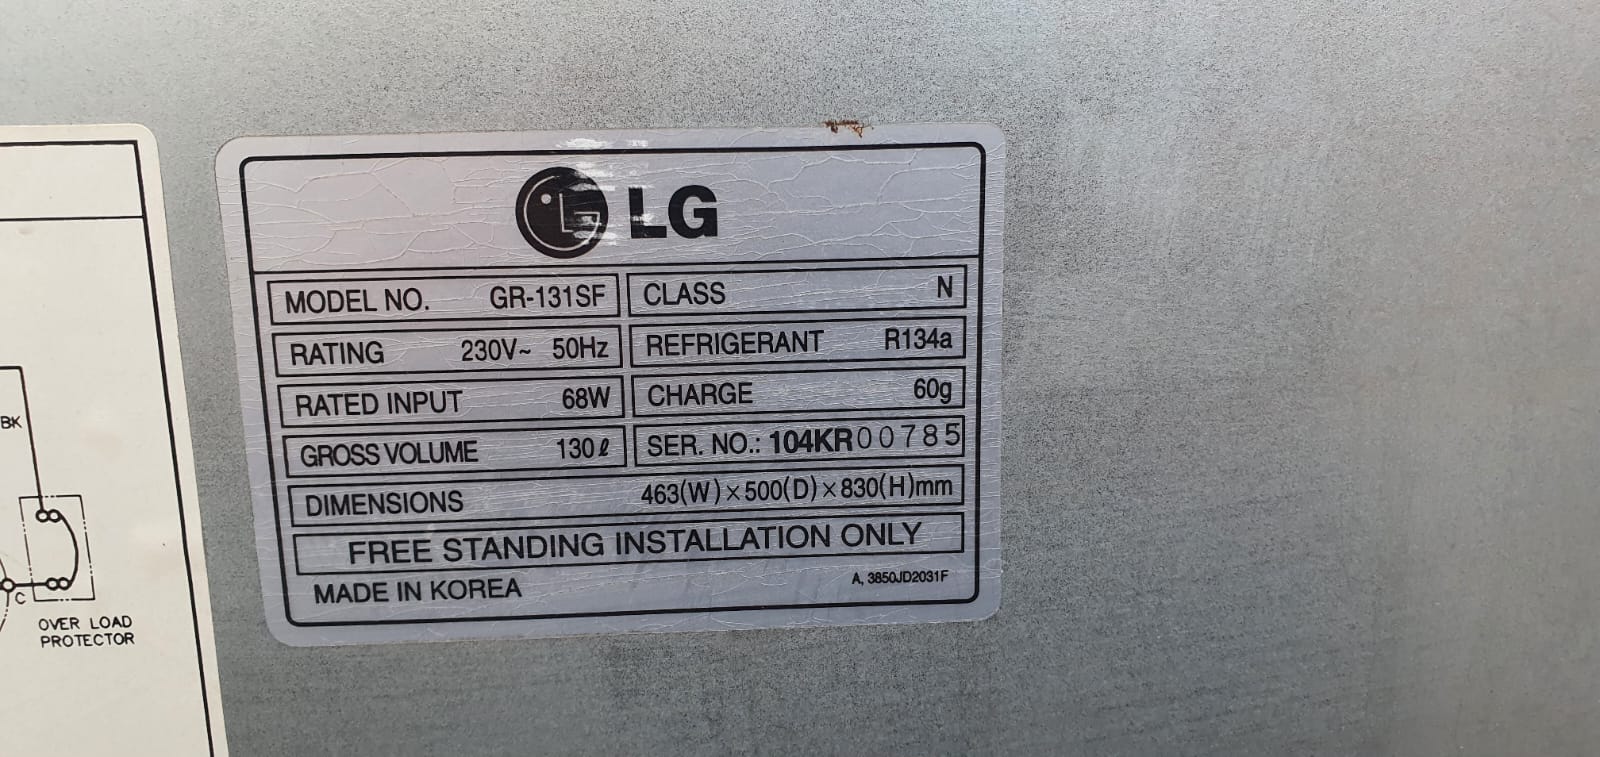 LG
MODEL NO. GR-131SF
CLASS N
RATING 230V~ 50Hz
REFRIGERANT R134a
RATED INPUT 68W
CHARGE 60g
GROSS VOLUME 130ℓ
SER. NO.: 104KR00785
DIMENSIONS 463(W)×500(D)×830(H)mm
FREE STANDING INSTALLATION ONLY
MADE IN KOREA
A, 3850JD2031F
BK
C
OVER LOAD
PROTECTOR